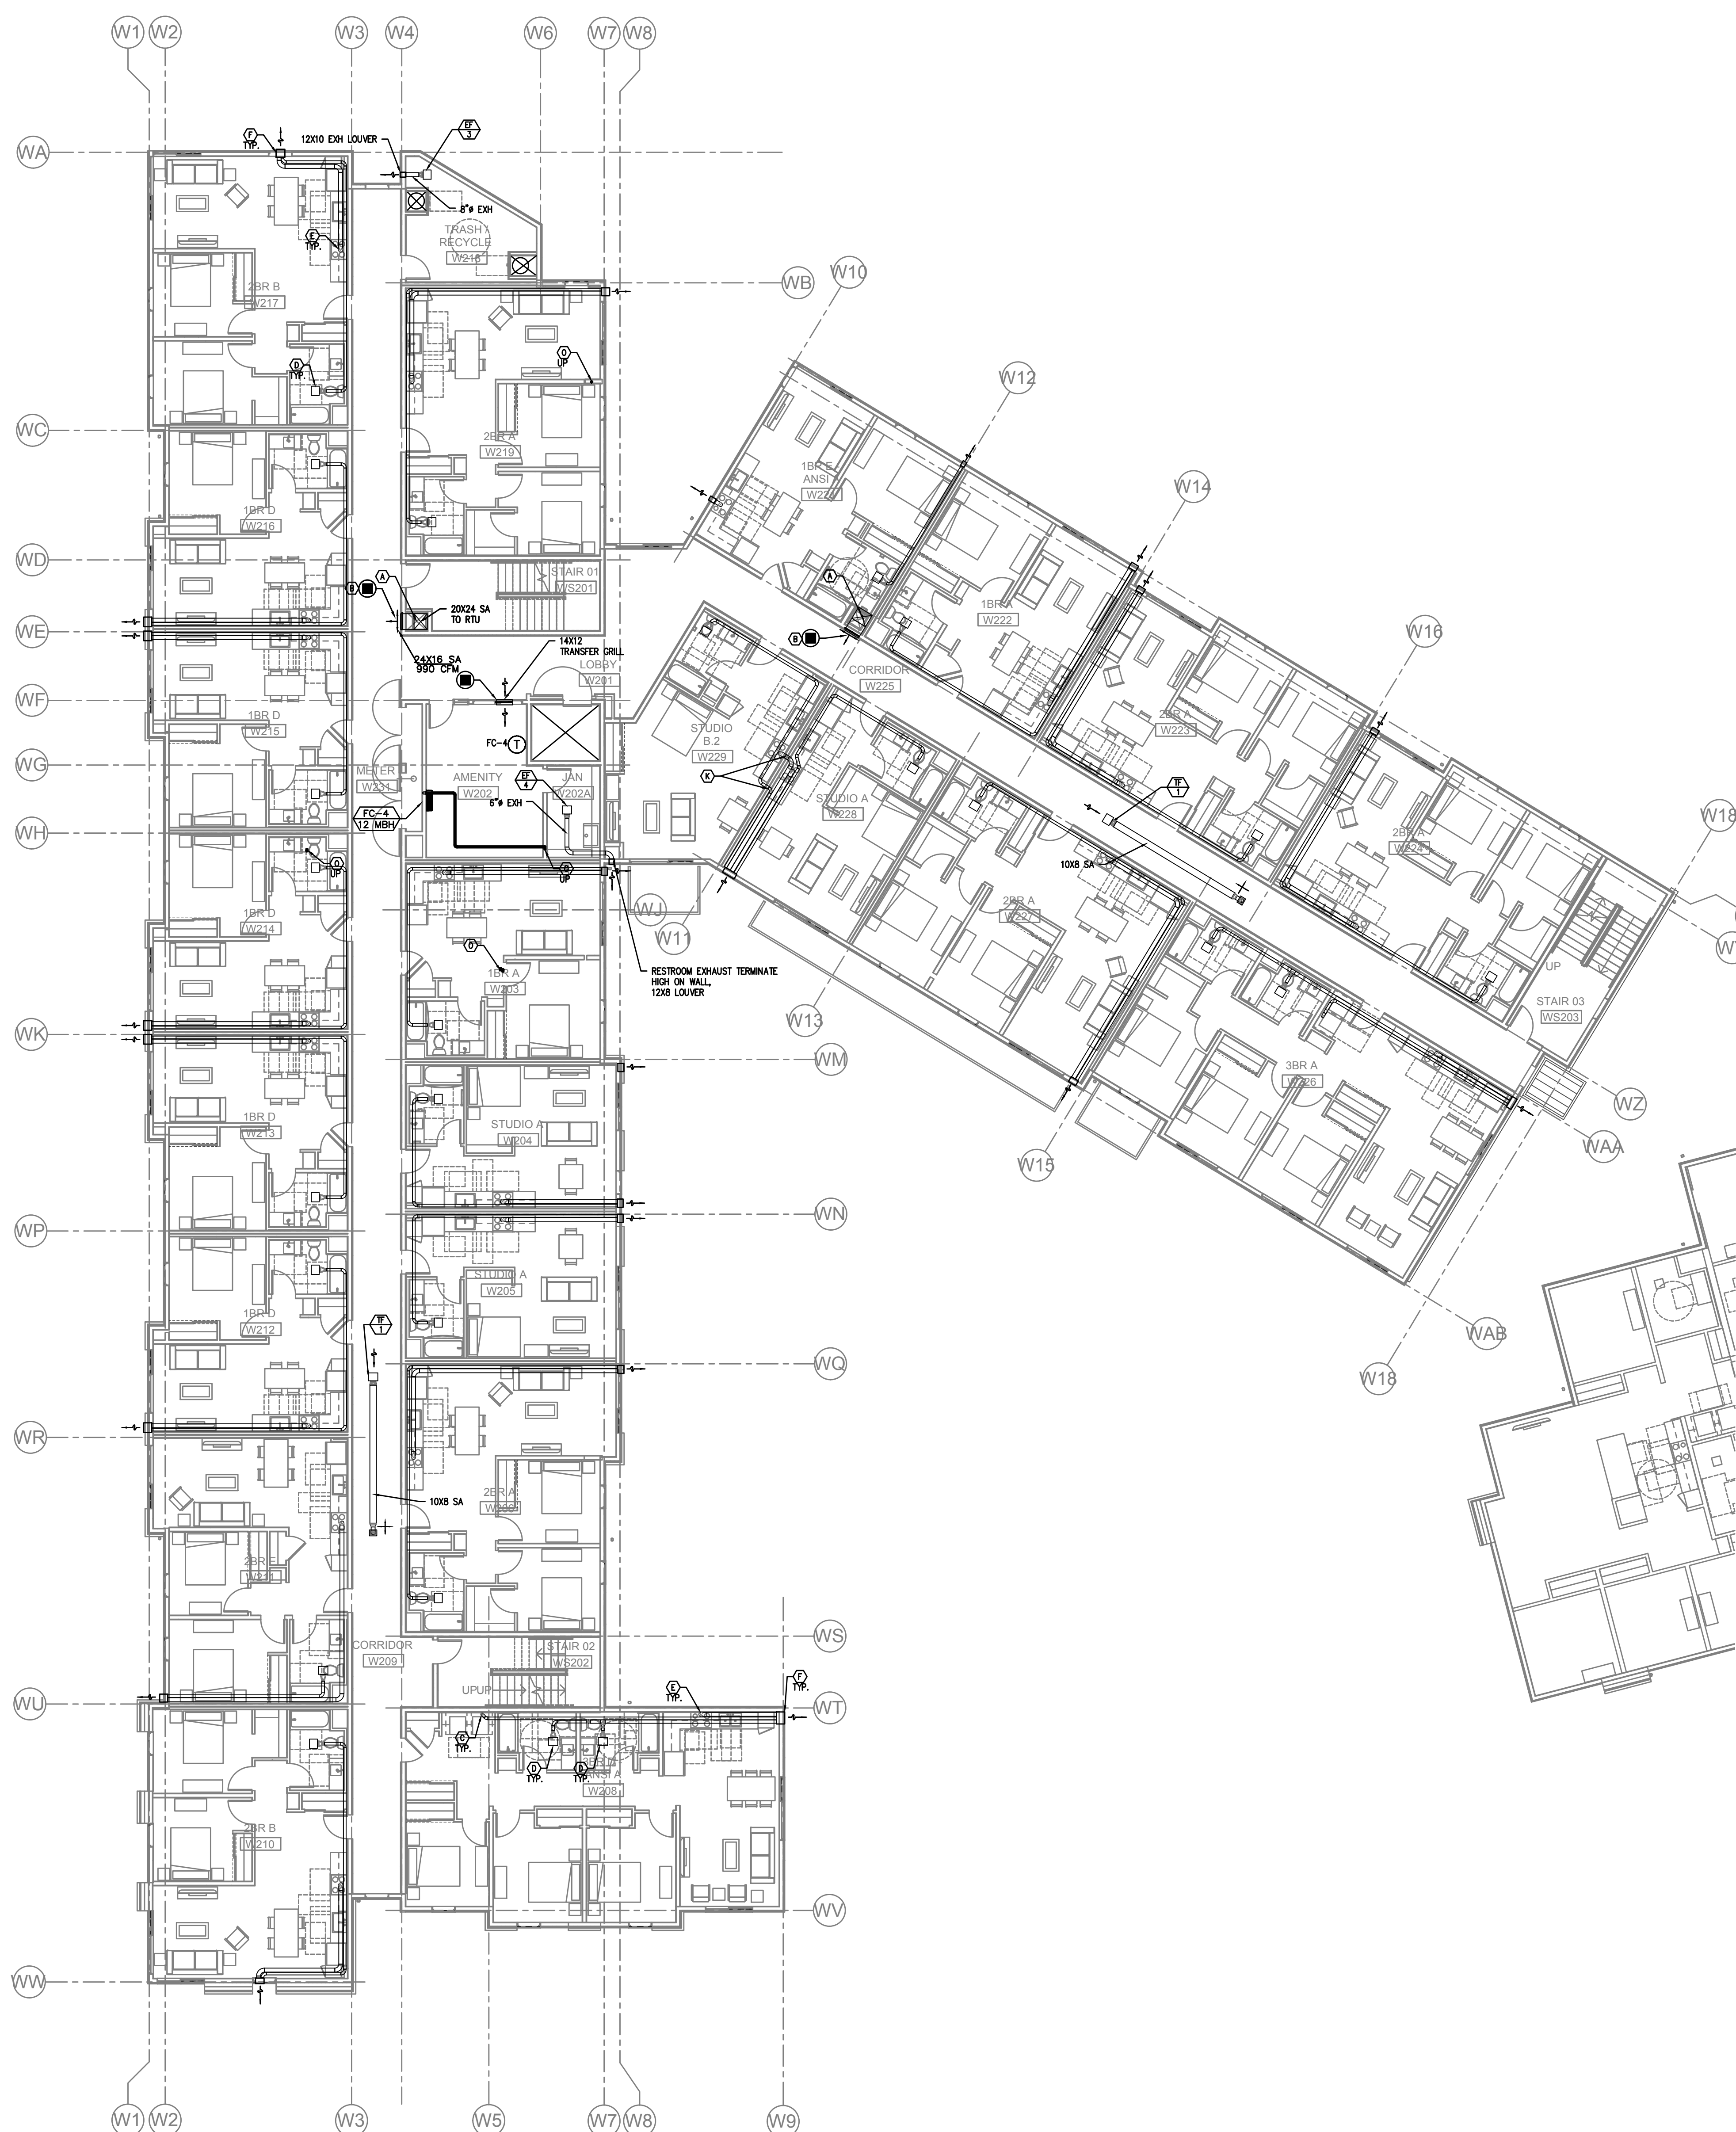 W1
W2
W3
W4
W6
W7
W8
WA
F
TYP.
12X10 EXH LOUVER
EF
3
8"ø EXH
TRASH /
RECYCLE
W218
E
TYP.
2BR B
W217
D
TYP.
WB
W10
O
UP
W12
WC
2BR A
W219
1BR E
ANSI A
1BR D
W216
W14
WD
A
B
STAIR 01
WS201
20X24 SA
TO RTU
A
1BR A
W222
B
WE
14X12
TRANSFER GRILL
24X16 SA
990 CFM
LOBBY
W201
CORRIDOR
W225
W16
WF
1BR D
W215
STUDIO
B.2
W229
2BR A
W223
FC-4
T
WG
METER
W231
AMENITY
W202
EF
4
JAN
W202A
K
TF
1
6"ø EXH
STUDIO A
W228
FC-4
12 MBH
W18
WH
2BR A
W224
10X8 SA
UP
UP
1BR D
W214
WJ
W11
2BR A
W227
O
1BR A
W203
RESTROOM EXHAUST TERMINATE
HIGH ON WALL,
12X8 LOUVER
UP
STAIR 03
WS203
W13
WK
WM
3BR A
W226
WZ
1BR D
W213
STUDIO A
W204
WAA
W15
WP
WN
STUDIO A
W205
1BR D
W212
TF
1
WAB
WQ
W18
WR
10X8 SA
2BR A
2BR E
W211
WS
CORRIDOR
W209
STAIR 02
WS202
UPUP
E
TYP.
F
TYP.
WU
WT
C
TYP.
D
TYP.
D
TYP.
ANSI A
W208
2BR B
W210
WV
WW
W1
W2
W3
W5
W7
W8
W9